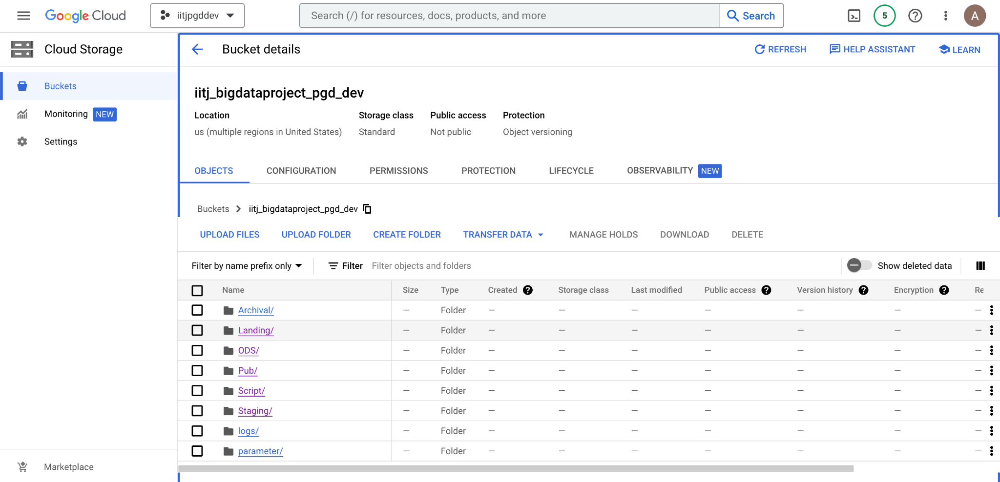 Google Cloud iitjpgddev Search (/) for resources, docs, products, and more Search 5 A
Cloud Storage
Buckets
Monitoring NEW
Settings
Marketplace
Bucket details REFRESH HELP ASSISTANT LEARN
iitj_bigdataproject_pgd_dev
Location Storage class Public access Protection
us (multiple regions in United States) Standard Not public Object versioning
OBJECTS CONFIGURATION PERMISSIONS PROTECTION LIFECYCLE OBSERVABILITY NEW
Buckets iitj_bigdataproject_pgd_dev
UPLOAD FILES UPLOAD FOLDER CREATE FOLDER TRANSFER DATA MANAGE HOLDS DOWNLOAD DELETE
Filter by name prefix only Filter Filter objects and folders Show deleted data
Name Size Type Created Storage class Last modified Public access Version history Encryption Re
Archival/ — Folder — — — — — — —
Landing/ — Folder — — — — — — —
ODS/ — Folder — — — — — — —
Pub/ — Folder — — — — — — —
Script/ — Folder — — — — — — —
Staging/ — Folder — — — — — — —
logs/ — Folder — — — — — — —
parameter/ — Folder — — — — — — —